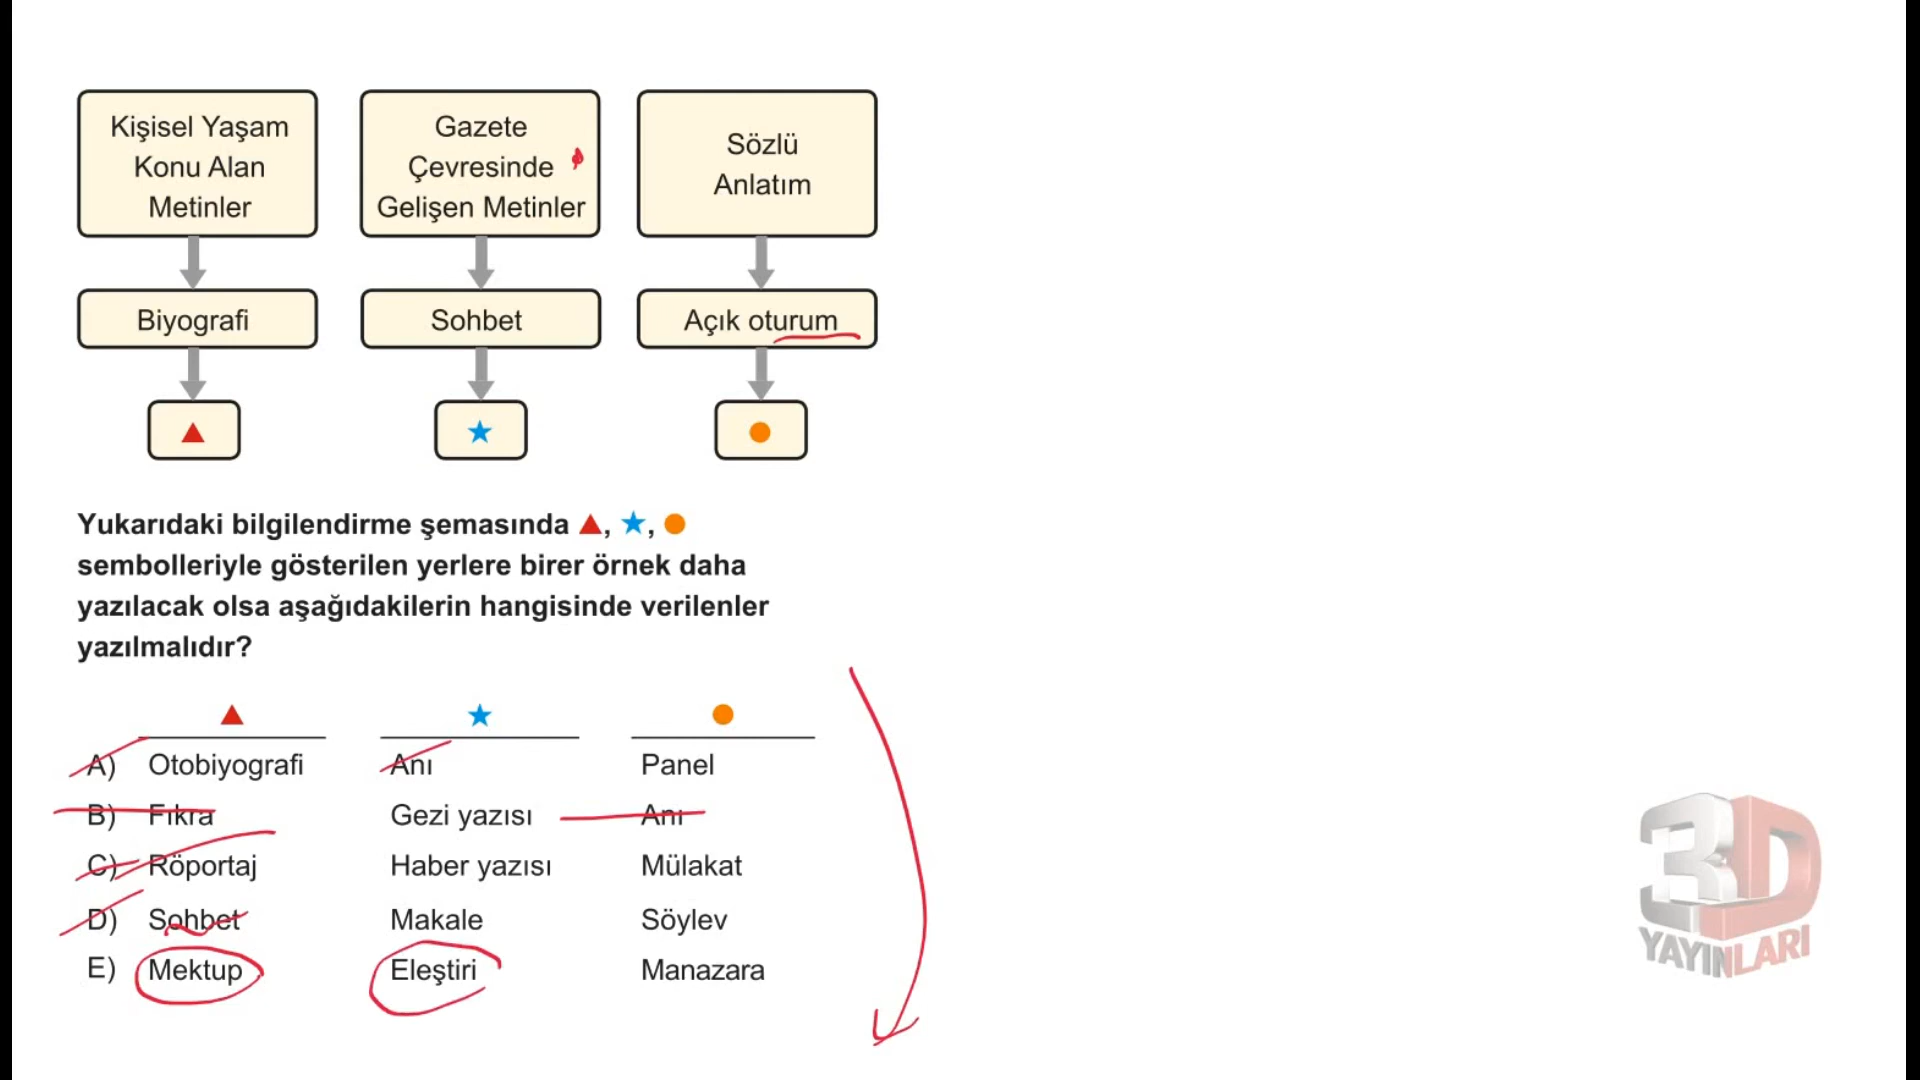 Kişisel Yaşam
Konu Alan
Metinler
Gazete
Çevresinde
Gelişen Metinler
Sözlü
Anlatım
Biyografi
Sohbet
Açık oturum
Yukarıdaki bilgilendirme şemasında ▲, ★, ●
sembolleriyle gösterilen yerlere birer örnek daha
yazılacak olsa aşağıdakilerin hangisinde verilenler
yazılmalıdır?
▲ ★ ●
A) Otobiyografi Anı Panel
B) Fıkra Gezi yazısı Anı
C) Röportaj Haber yazısı Mülakat
D) Sohbet Makale Söylev
E) Mektup Eleştiri Manazara
3D
YAYINLARI